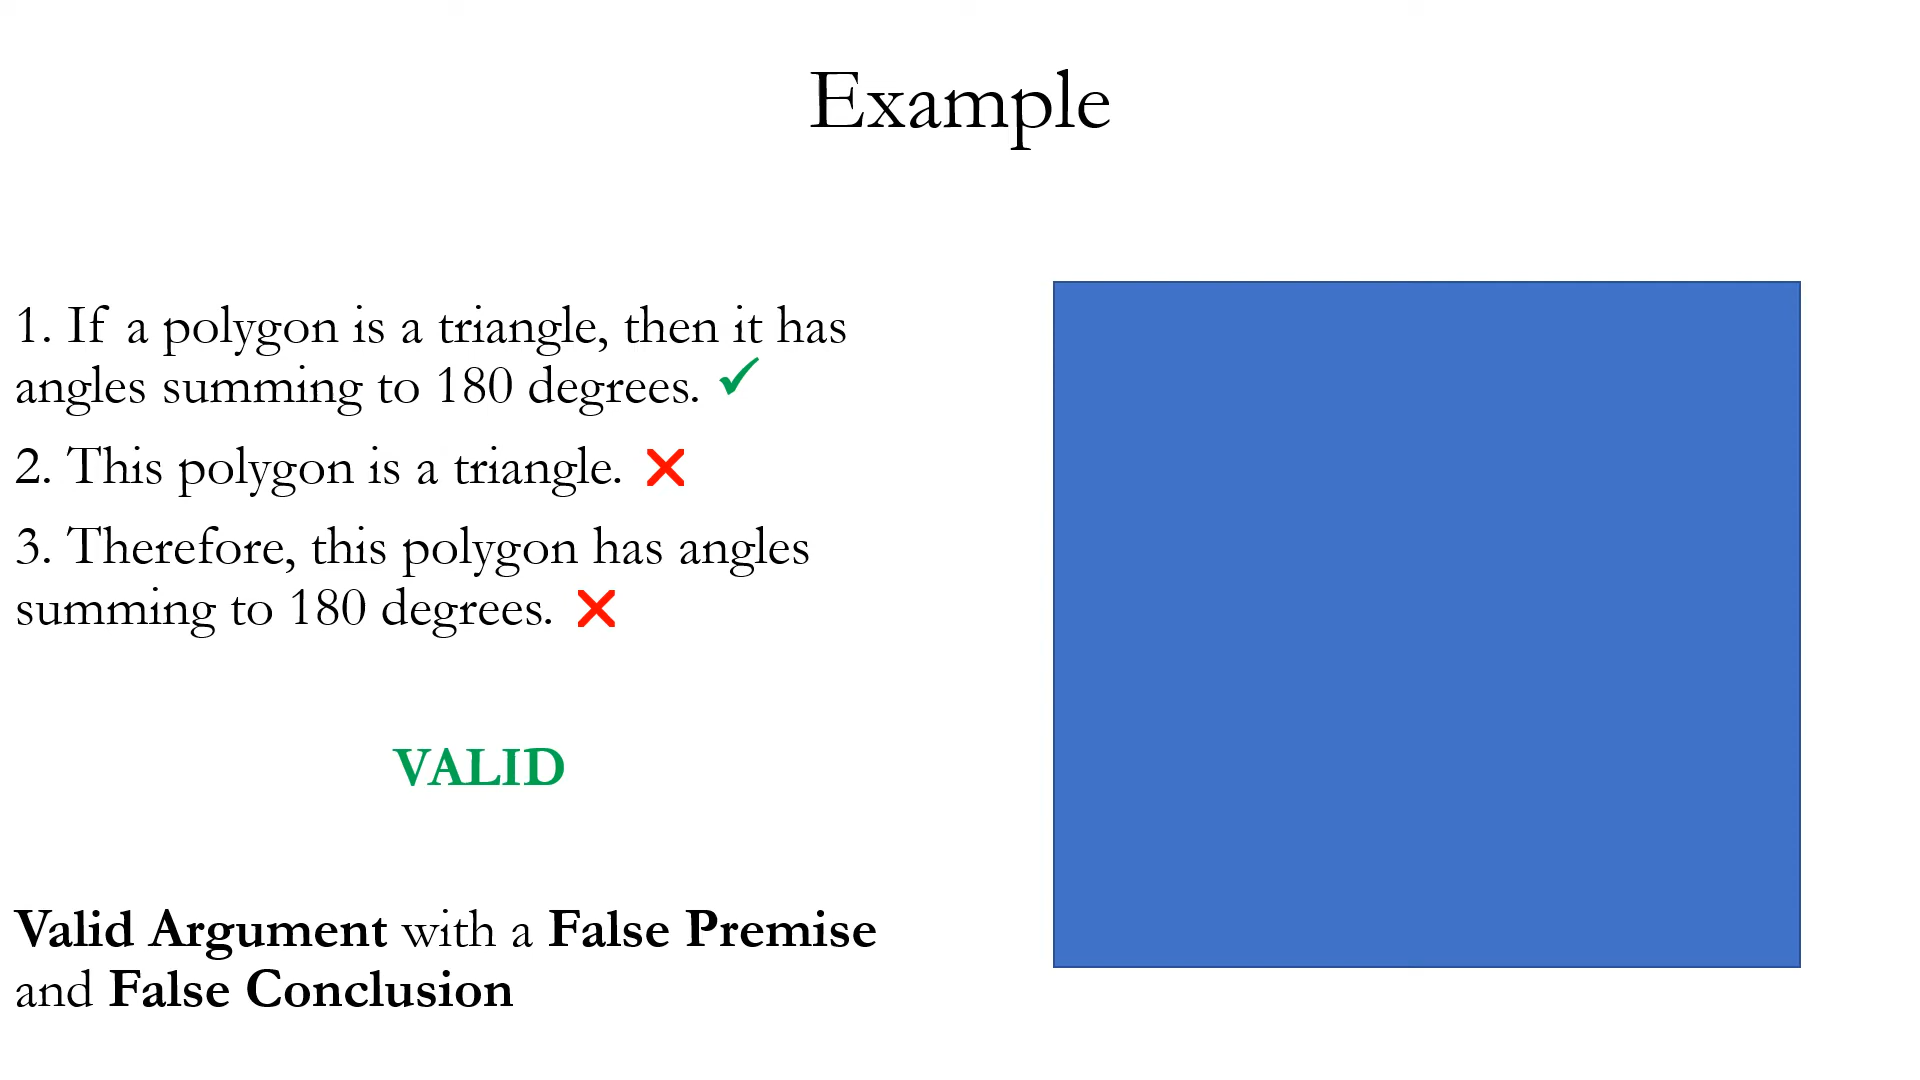 Example
1. If a polygon is a triangle, then it has
angles summing to 180 degrees.
2. This polygon is a triangle.
3. Therefore, this polygon has angles
summing to 180 degrees.
VALID
Valid Argument with a False Premise
and False Conclusion